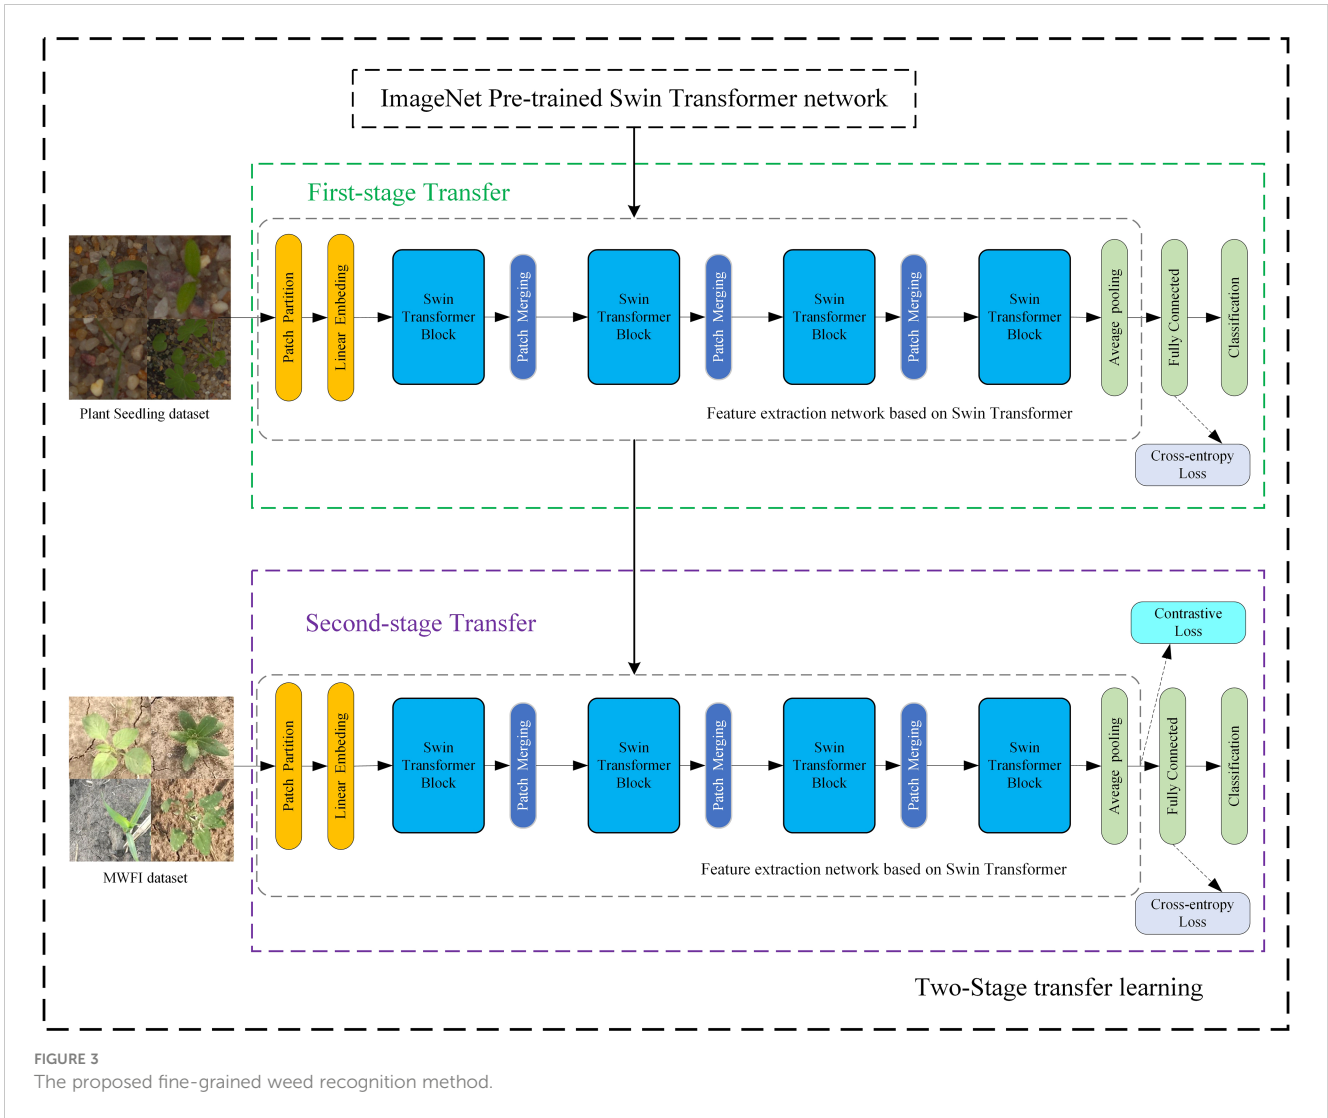 ImageNet Pre-trained Swin Transformer network
First-stage Transfer
Patch Partition
Linear Embeding
Swin
Transformer
Block
Patch Merging
Swin
Transformer
Block
Patch Merging
Swin
Transformer
Block
Patch Merging
Swin
Transformer
Block
Aveage pooling
Fully Connected
Classification
Plant Seedling dataset
Feature extraction network based on Swin Transformer
Cross-entropy
Loss
Second-stage Transfer
Contrastive
Loss
Patch Partition
Linear Embeding
Swin
Transformer
Block
Patch Merging
Swin
Transformer
Block
Patch Merging
Swin
Transformer
Block
Patch Merging
Swin
Transformer
Block
Aveage pooling
Fully Connected
Classification
MWFI dataset
Feature extraction network based on Swin Transformer
Cross-entropy
Loss
Two-Stage transfer learning
FIGURE 3
The proposed fine-grained weed recognition method.